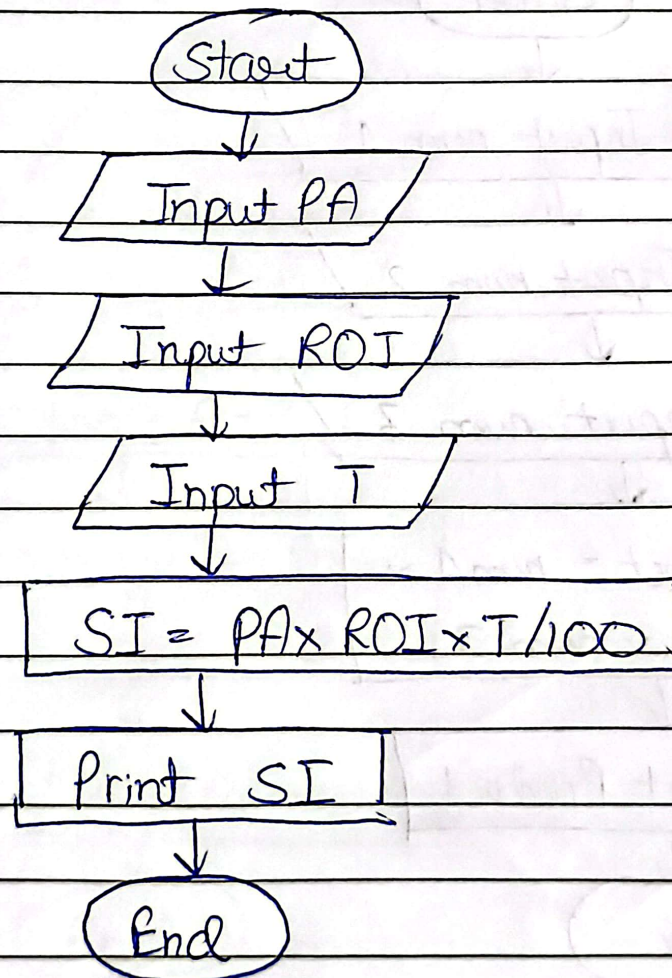 Start
Input PA
Input ROI
Input T
SI = PA x ROI x T/100
Print SI
End